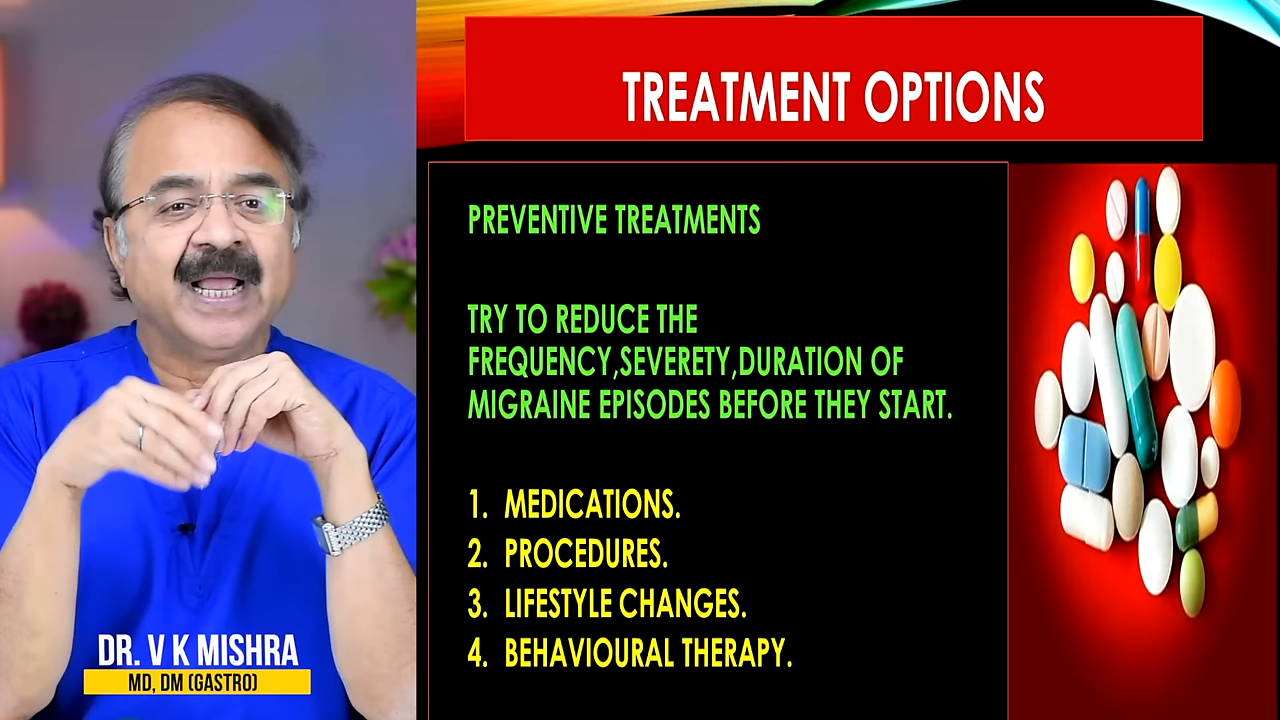 TREATMENT OPTIONS
PREVENTIVE TREATMENTS
TRY TO REDUCE THE
FREQUENCY,SEVERETY,DURATION OF
MIGRAINE EPISODES BEFORE THEY START.
1. MEDICATIONS.
2. PROCEDURES.
3. LIFESTYLE CHANGES.
4. BEHAVIOURAL THERAPY.
DR. V K MISHRA
MD, DM (GASTRO)